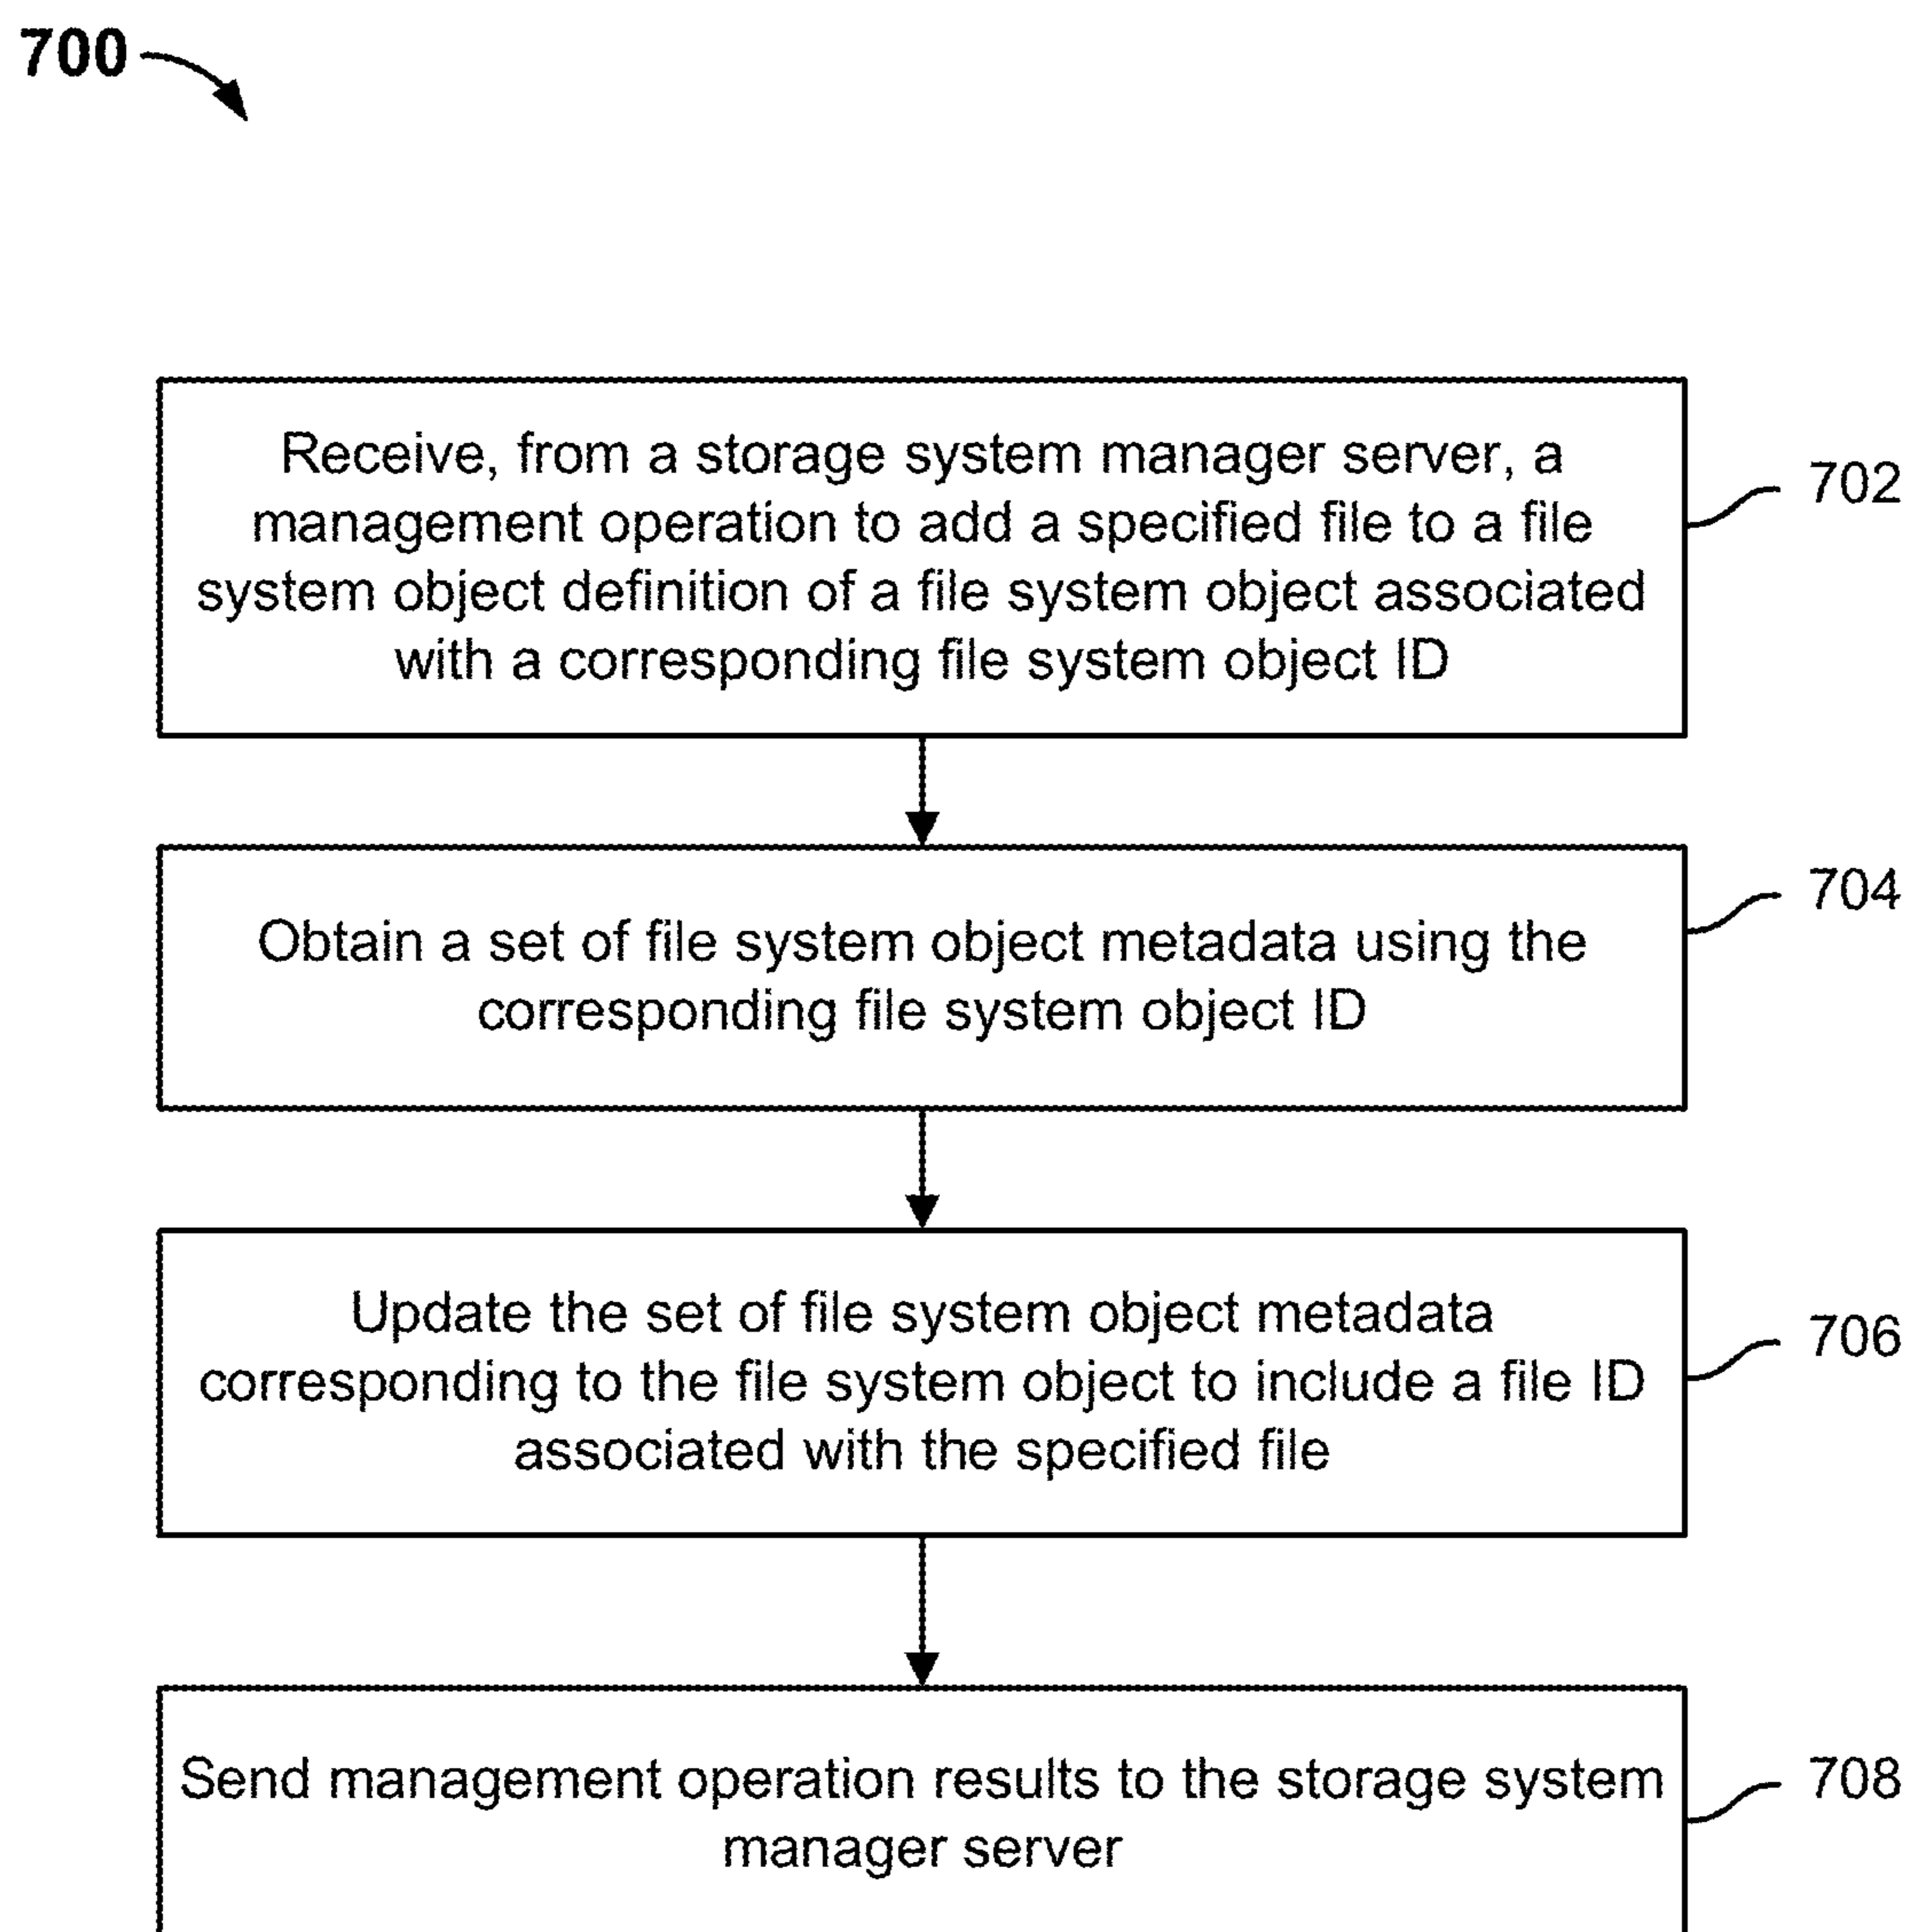 700
Receive, from a storage system manager server, a
management operation to add a specified file to a file
system object definition of a file system object associated
with a corresponding file system object ID
702
Obtain a set of file system object metadata using the
corresponding file system object ID
704
Update the set of file system object metadata
corresponding to the file system object to include a file ID
associated with the specified file
706
Send management operation results to the storage system
manager server
708